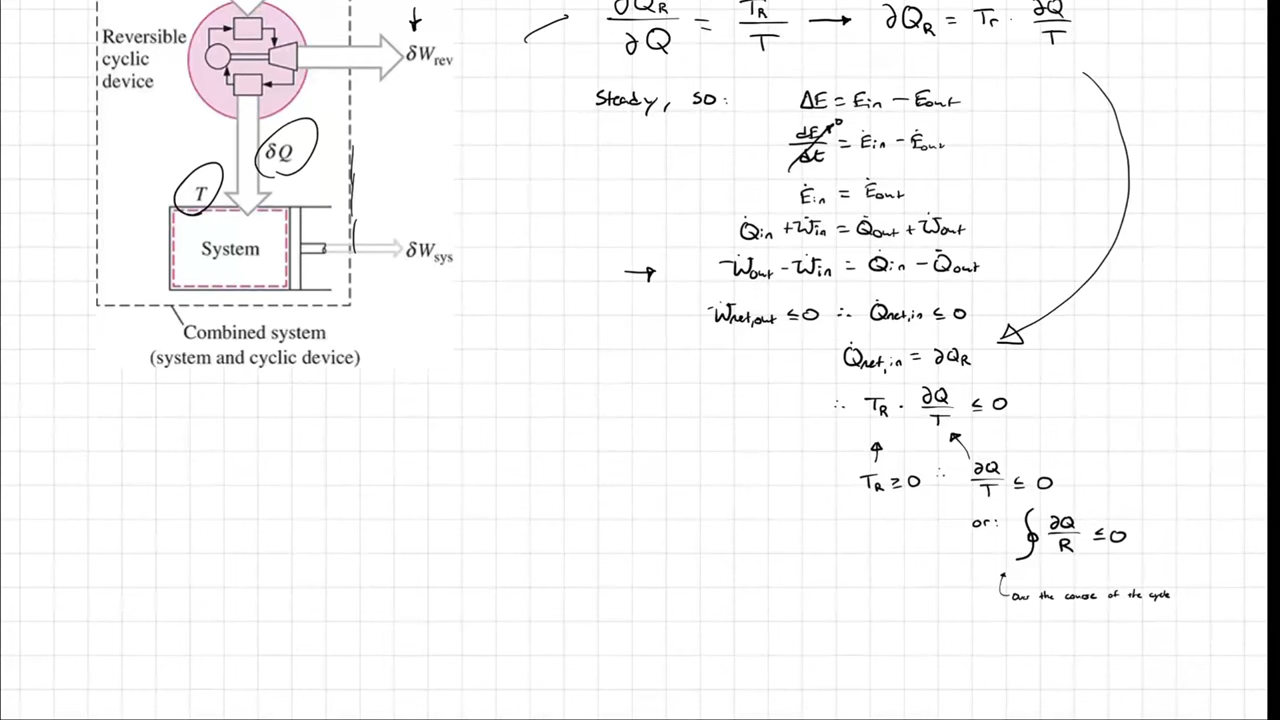 Reversible
cyclic
device
δW_rev
δQ
T
System
δW_sys
Combined system
(system and cyclic device)
∂Q_R / ∂Q = T_R / T → ∂Q_R = T_r · ∂Q / T
Steady, so: ΔE = E_in − E_out
dE/dt ↗0 = Ė_in − Ė_out
Ė_in = Ė_out
Q̇_in + Ẇ_in = Q̇_out + Ẇ_out
→ Ẇ_out − Ẇ_in = Q̇_in − Q̇_out
Ẇ_net,out ≤ 0 ∴ Q̇_net,in ≤ 0
Q̇_net,in = ∂Q_R
∴ T_R · ∂Q/T ≤ 0
T_R ≥ 0 ∴ ∂Q/T ≤ 0
or: ∮ ∂Q/R ≤ 0
Over the course of the cycle